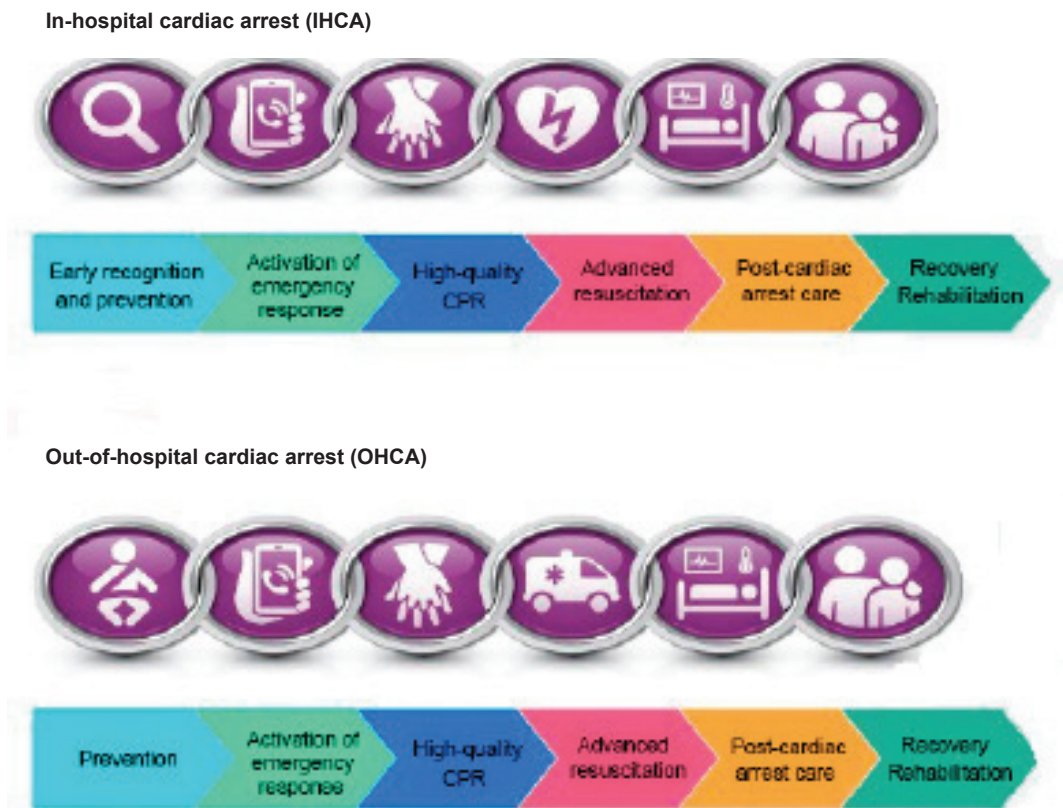 In-hospital cardiac arrest (IHCA)
Early recognition
and prevention
Activation of
emergency
response
High-quality
CPR
Advanced
resuscitation
Post-cardiac
arrest care
Recovery
Rehabilitation
Out-of-hospital cardiac arrest (OHCA)
Prevention
Activation of
emergency
response
High-quality
CPR
Advanced
resuscitation
Post-cardiac
arrest care
Recovery
Rehabilitation